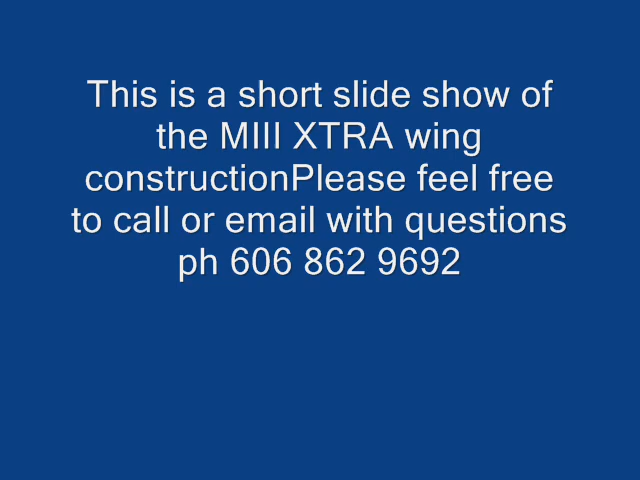 This is a short slide show of
the MIII XTRA wing
constructionPlease feel free
to call or email with questions
ph 606 862 9692